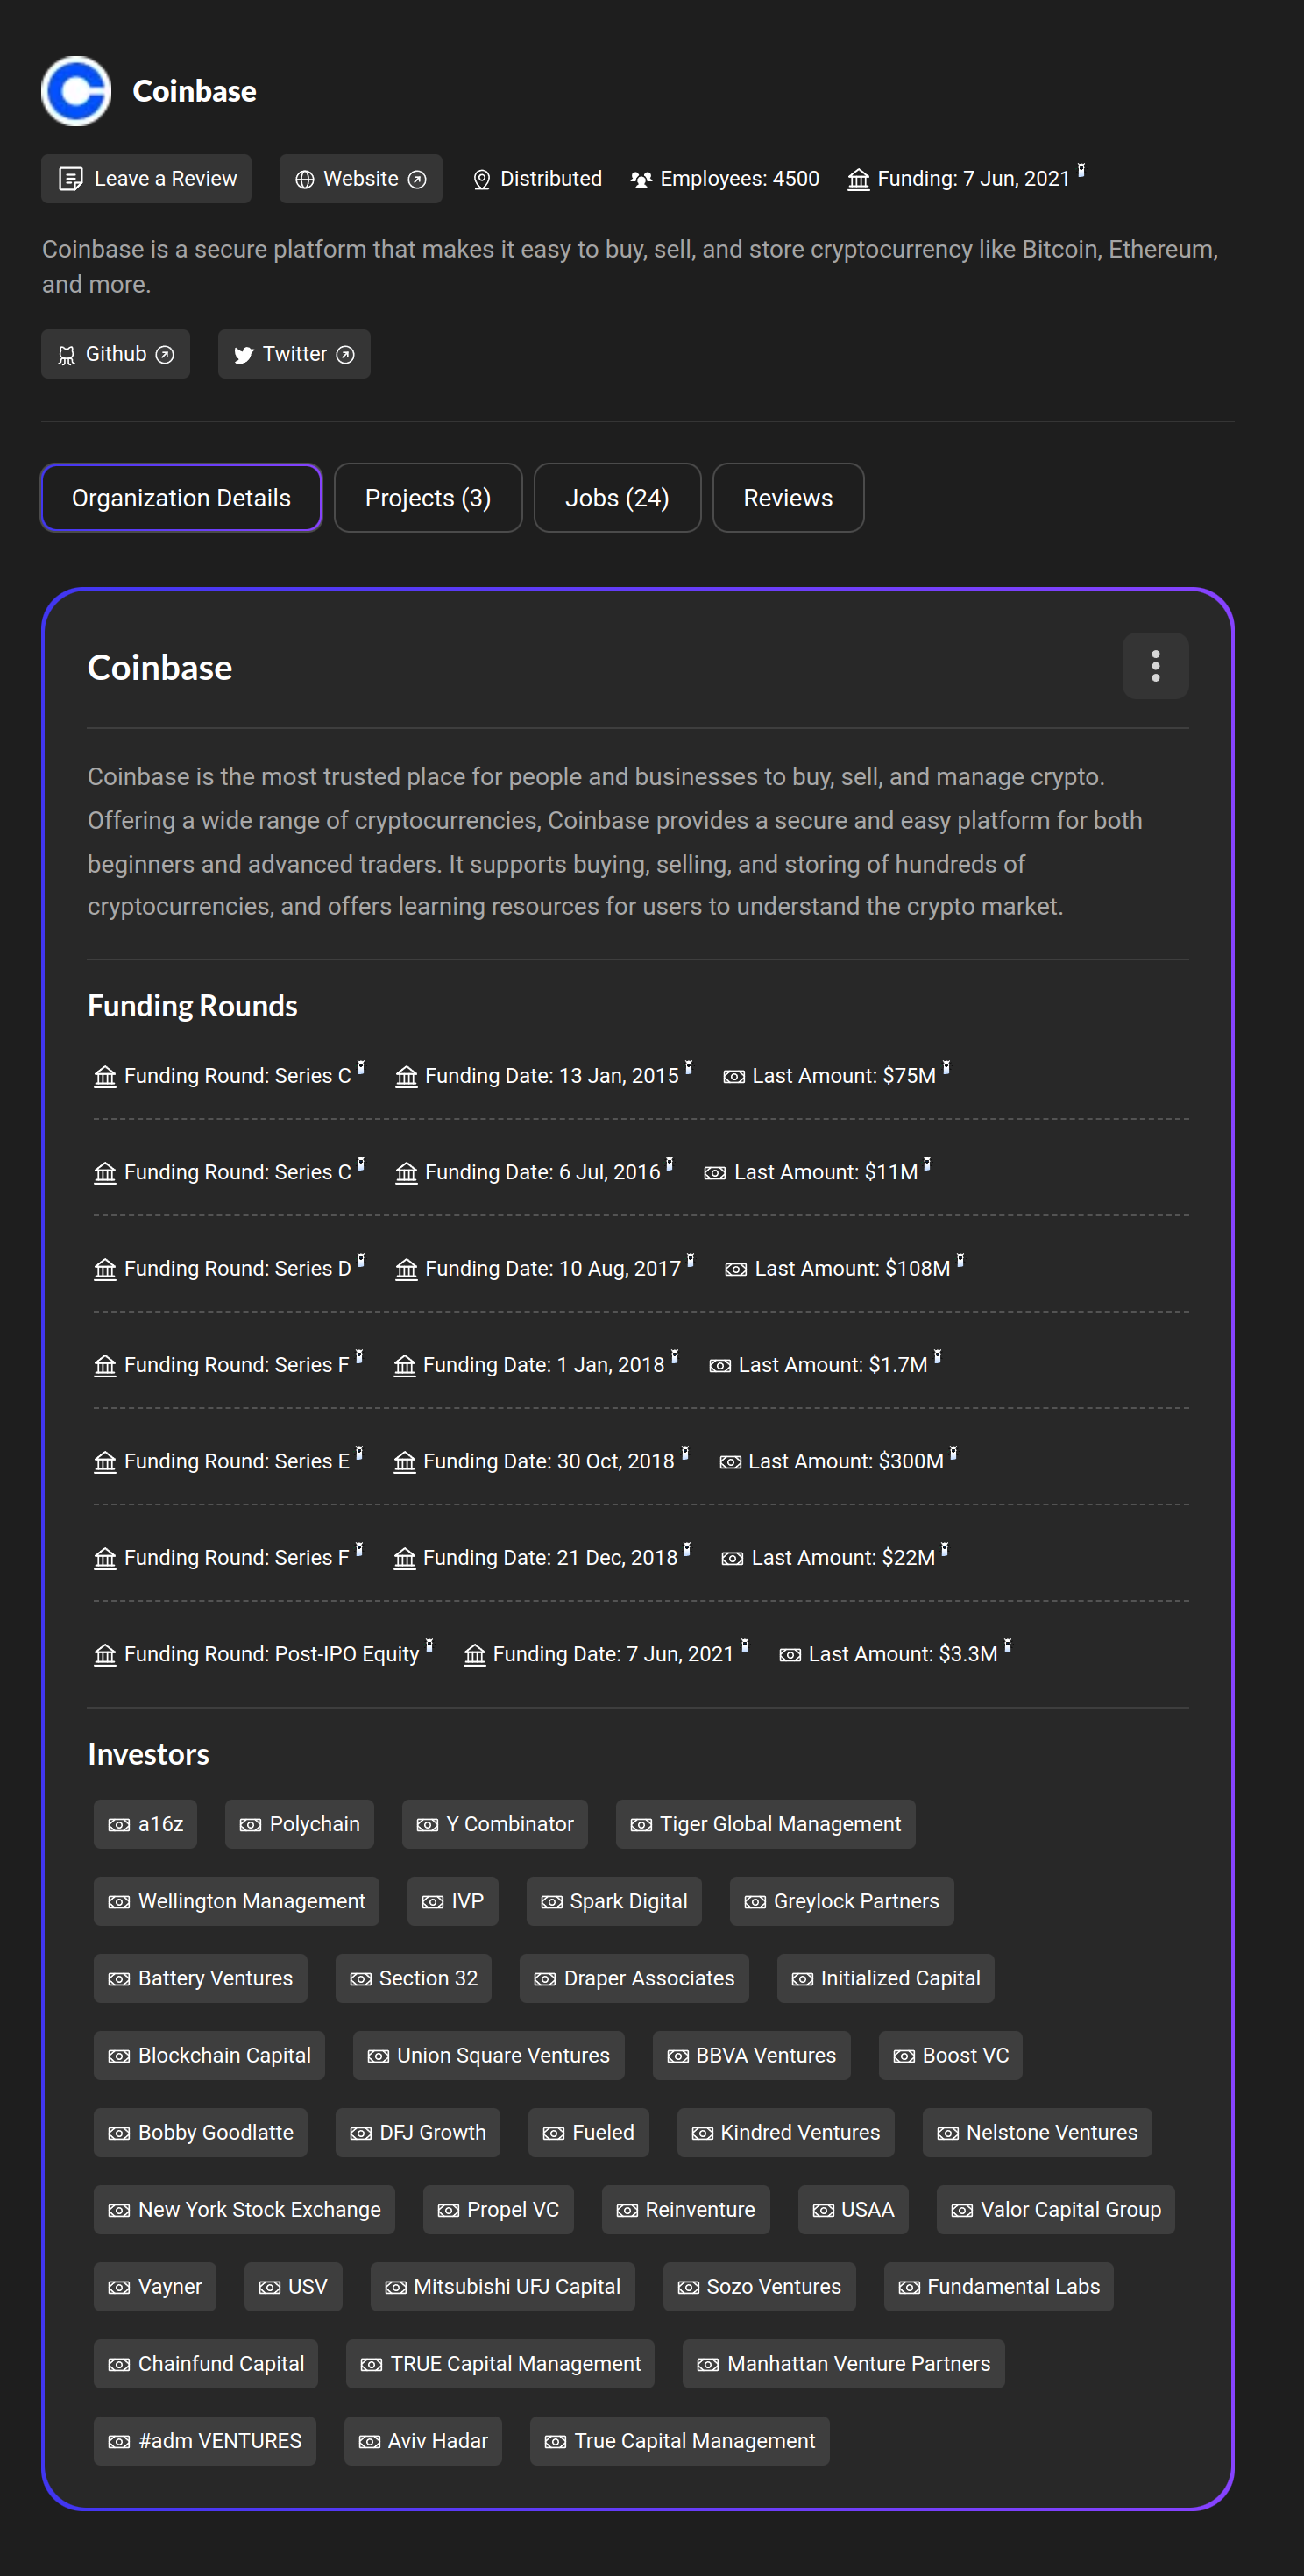 Coinbase
Leave a Review Website Distributed Employees: 4500 Funding: 7 Jun, 2021
Coinbase is a secure platform that makes it easy to buy, sell, and store cryptocurrency like Bitcoin, Ethereum,
and more.
Github Twitter
Organization Details Projects (3) Jobs (24) Reviews
Coinbase
Coinbase is the most trusted place for people and businesses to buy, sell, and manage crypto.
Offering a wide range of cryptocurrencies, Coinbase provides a secure and easy platform for both
beginners and advanced traders. It supports buying, selling, and storing of hundreds of
cryptocurrencies, and offers learning resources for users to understand the crypto market.
Funding Rounds
Funding Round: Series C Funding Date: 13 Jan, 2015 Last Amount: $75M
Funding Round: Series C Funding Date: 6 Jul, 2016 Last Amount: $11M
Funding Round: Series D Funding Date: 10 Aug, 2017 Last Amount: $108M
Funding Round: Series F Funding Date: 1 Jan, 2018 Last Amount: $1.7M
Funding Round: Series E Funding Date: 30 Oct, 2018 Last Amount: $300M
Funding Round: Series F Funding Date: 21 Dec, 2018 Last Amount: $22M
Funding Round: Post-IPO Equity Funding Date: 7 Jun, 2021 Last Amount: $3.3M
Investors
a16z Polychain Y Combinator Tiger Global Management
Wellington Management IVP Spark Digital Greylock Partners
Battery Ventures Section 32 Draper Associates Initialized Capital
Blockchain Capital Union Square Ventures BBVA Ventures Boost VC
Bobby Goodlatte DFJ Growth Fueled Kindred Ventures Nelstone Ventures
New York Stock Exchange Propel VC Reinventure USAA Valor Capital Group
Vayner USV Mitsubishi UFJ Capital Sozo Ventures Fundamental Labs
Chainfund Capital TRUE Capital Management Manhattan Venture Partners
#adm VENTURES Aviv Hadar True Capital Management